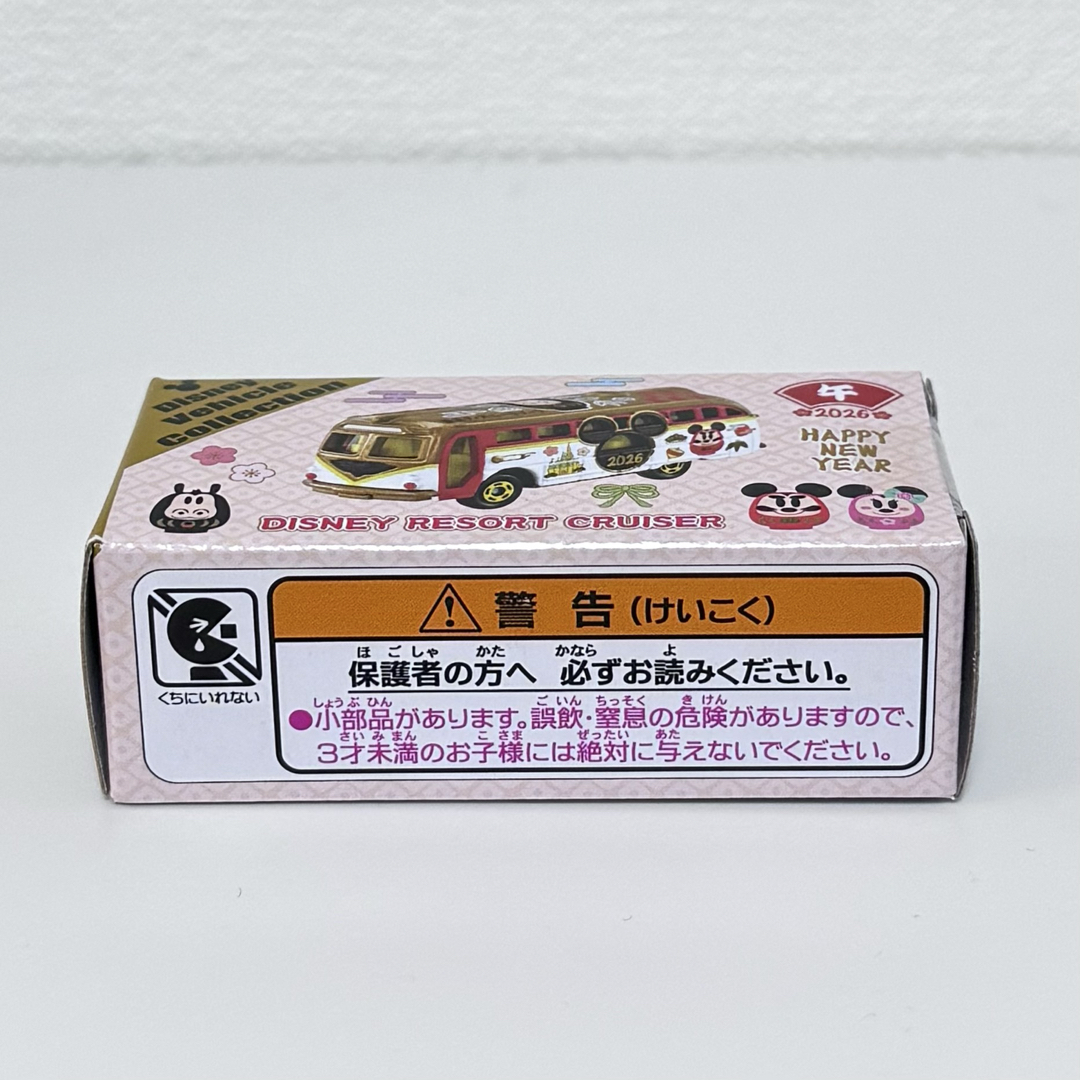 Disney
Vehicle
Collection
午
2026
HAPPY
NEW
YEAR
2026
DISNEY RESORT CRUISER
くちにいれない
警告(けいこく)
ほごしゃ かた かなら よ
保護者の方へ 必ずお読みください。
しょうぶひん ごいん ちっそく きけん
●小部品があります。誤飲・窒息の危険がありますので、
さいみまん こさま ぜったい あた
3才未満のお子様には絶対に与えないでください。